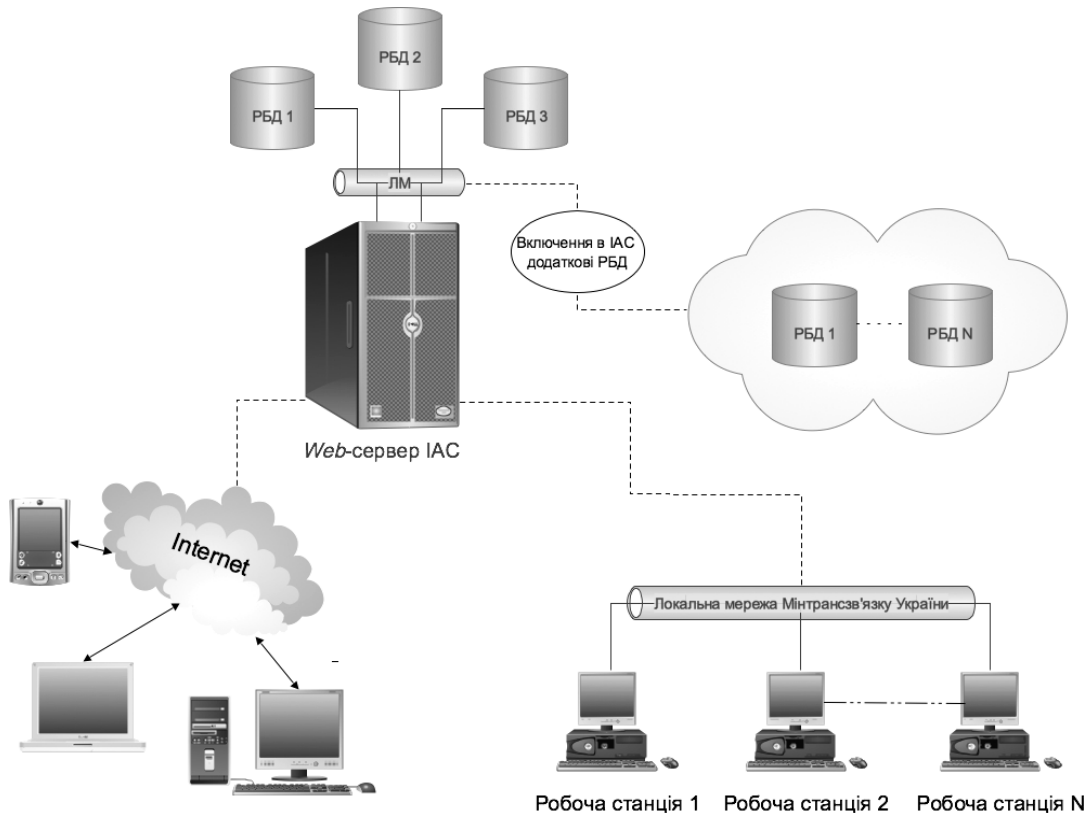 РБД 2
РБД 1
РБД 3
ЛМ
Включення в ІАС
додаткові РБД
РБД 1
РБД N
Web-сервер ІАС
Internet
Локальна мережа Мінтрансзв'язку України
Робоча станція 1
Робоча станція 2
Робоча станція N